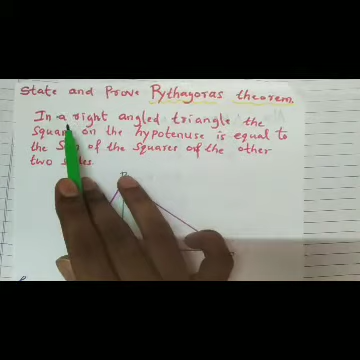 State and Prove Pythagoras theorem.
In a right angled triangle the
square on the hypotenuse is equal to
the of the squares of the other
two